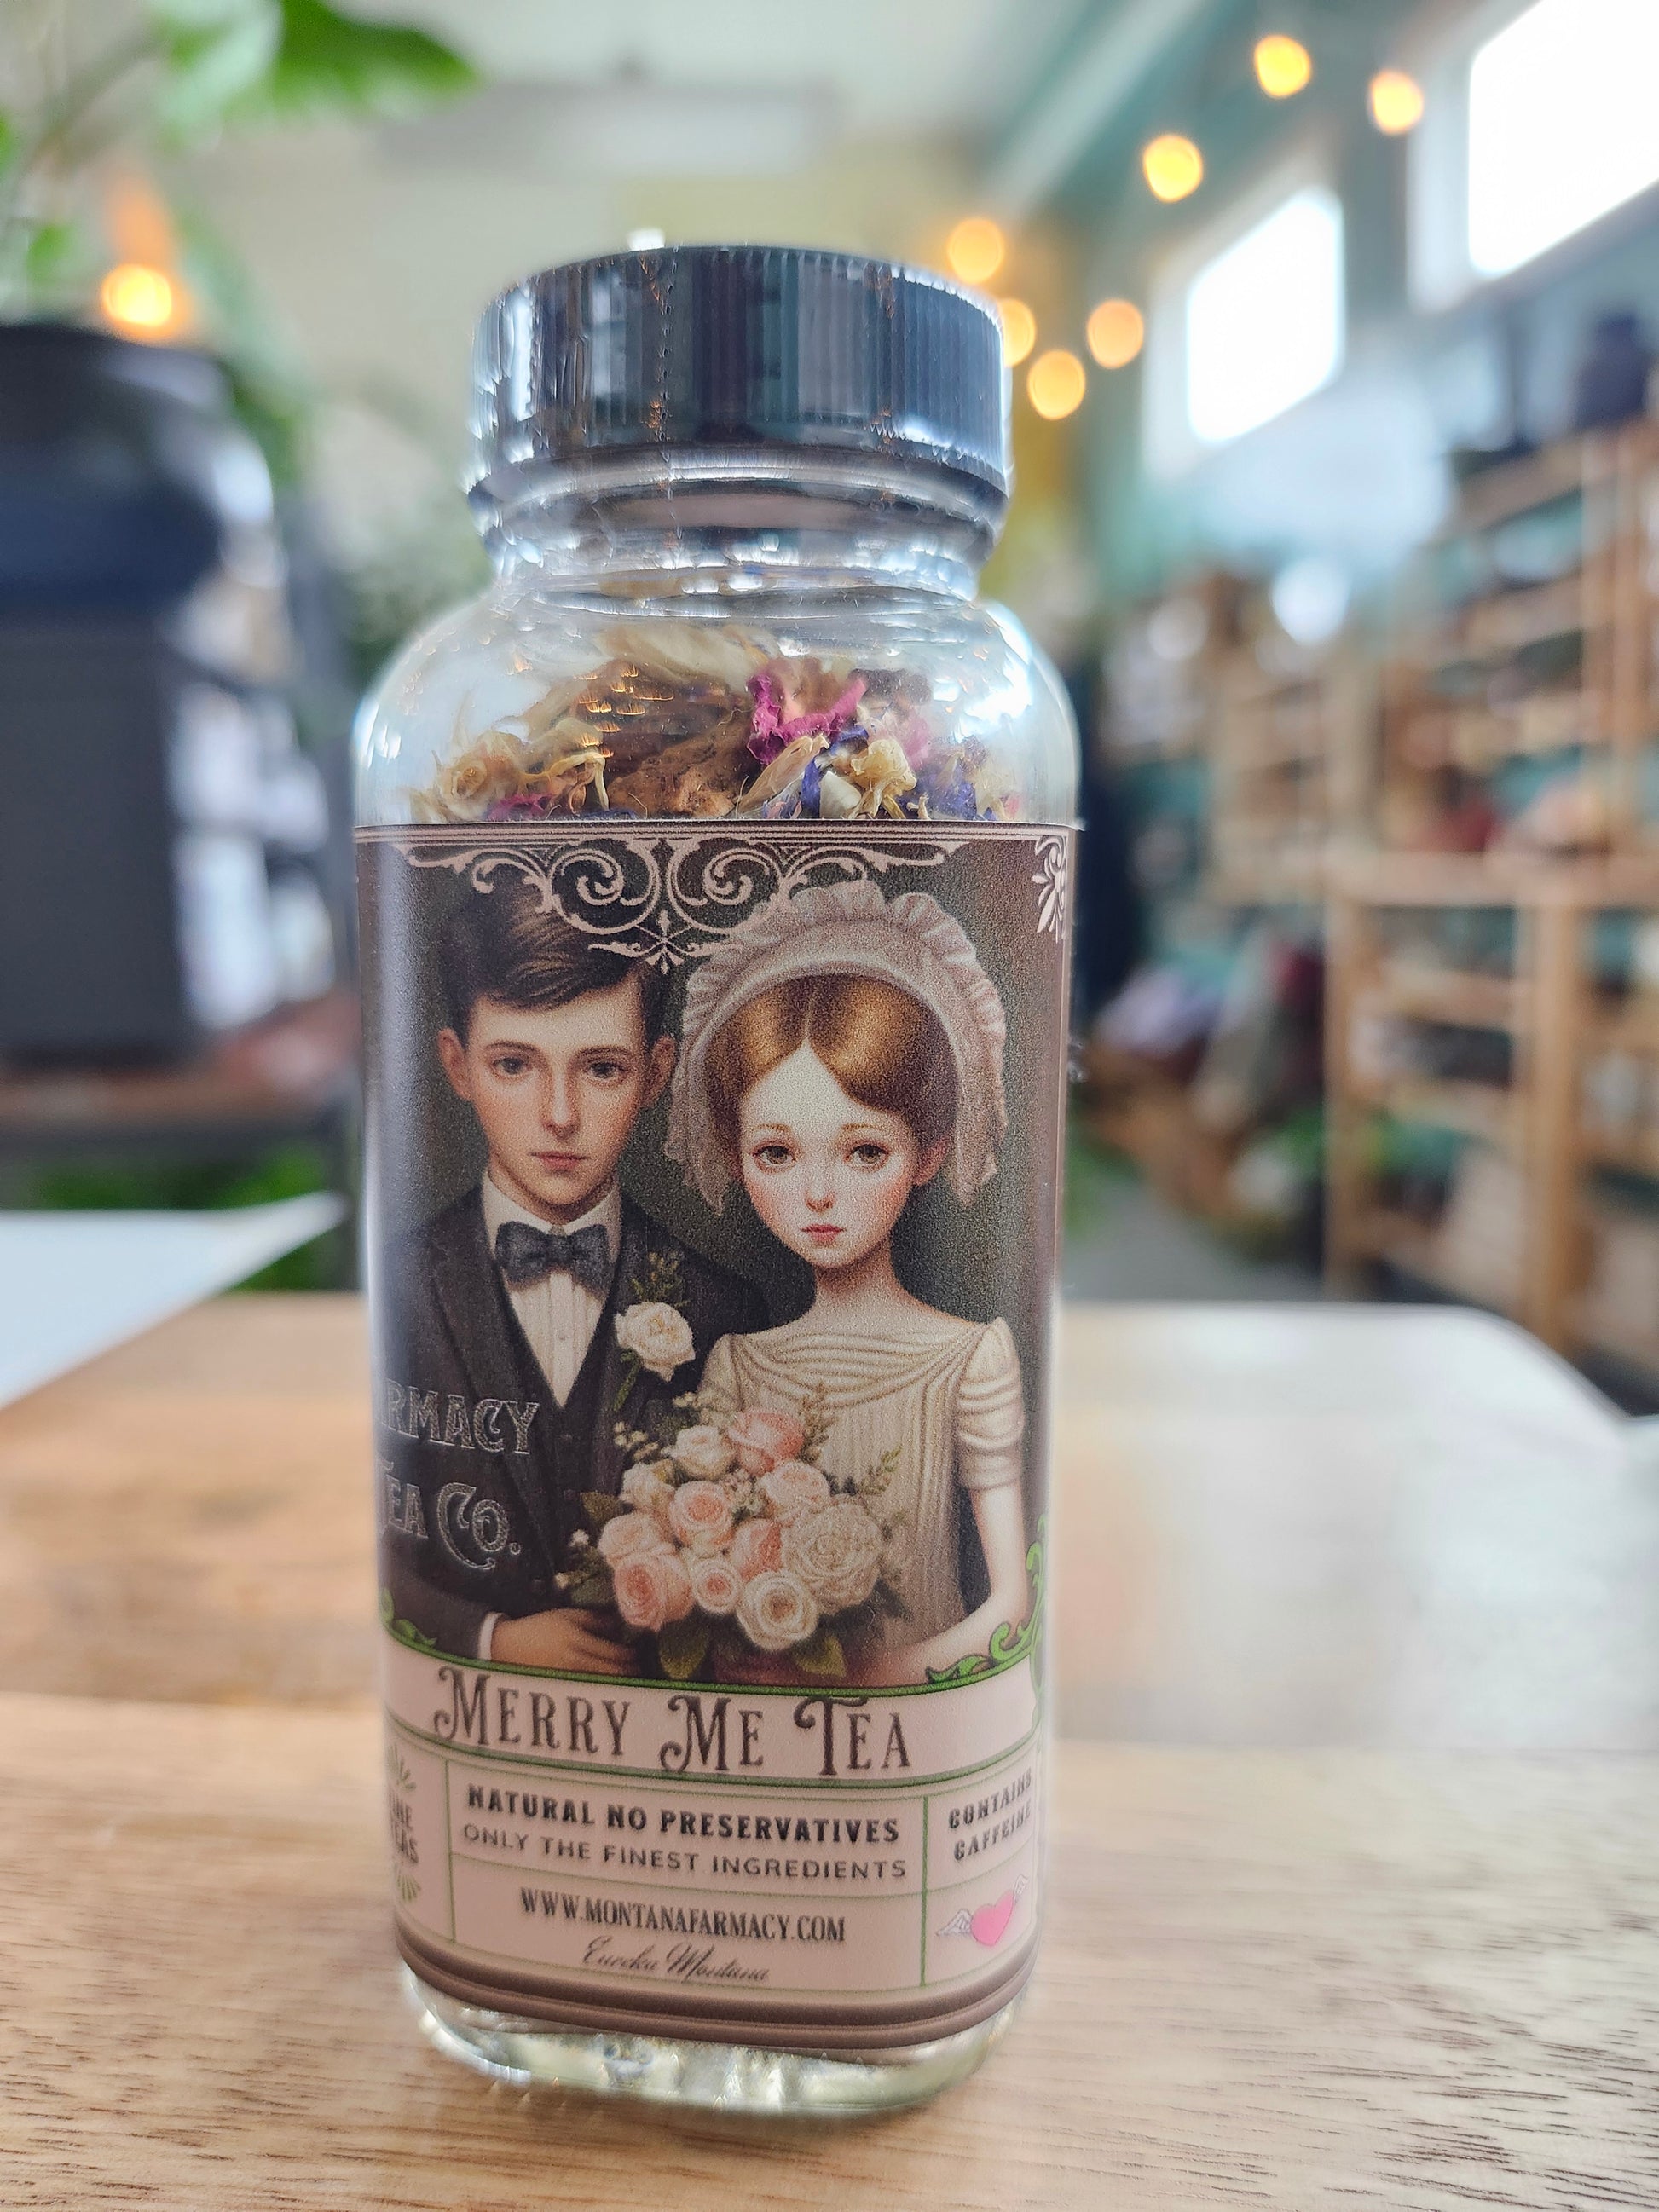 RMACY
TEA CO.
MERRY ME TEA
NATURAL NO PRESERVATIVES
ONLY THE FINEST INGREDIENTS
WWW.MONTANAFARMACY.COM
Eureka Montana
CONTAINS
CAFFEINE